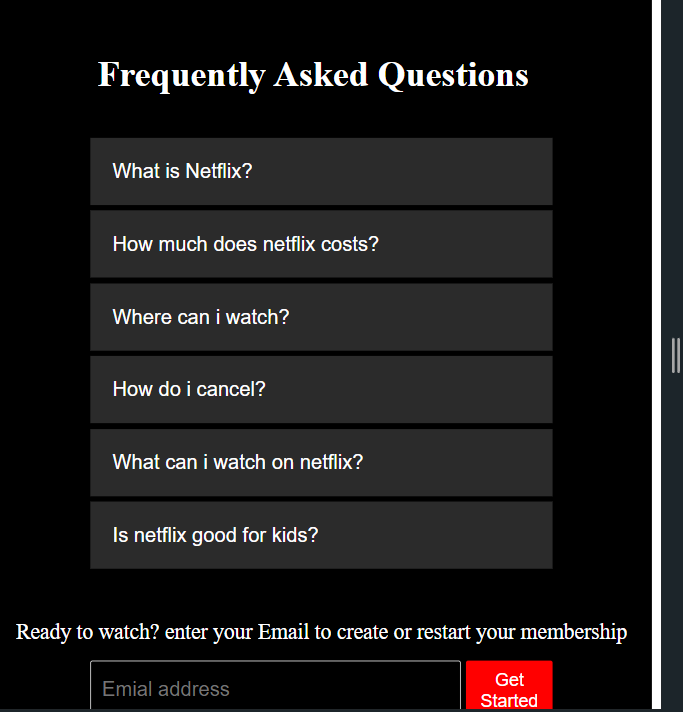 Frequently Asked Questions
What is Netflix?
How much does netflix costs?
Where can i watch?
How do i cancel?
What can i watch on netflix?
Is netflix good for kids?
Ready to watch? enter your Email to create or restart your membership
Emial address
Get
Started